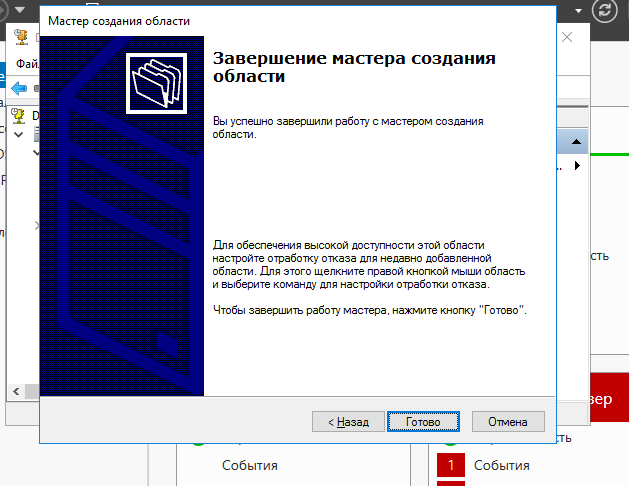 Мастер создания области
Завершение мастера создания
области
Вы успешно завершили работу с мастером создания
области.
Для обеспечения высокой доступности этой области
настройте отработку отказа для недавно добавленной
области. Для этого щелкните правой кнопкой мыши область
и выберите команду для настройки отработки отказа.
Чтобы завершить работу мастера, нажмите кнопку "Готово".
< Назад
Готово
Отмена
События
1 События